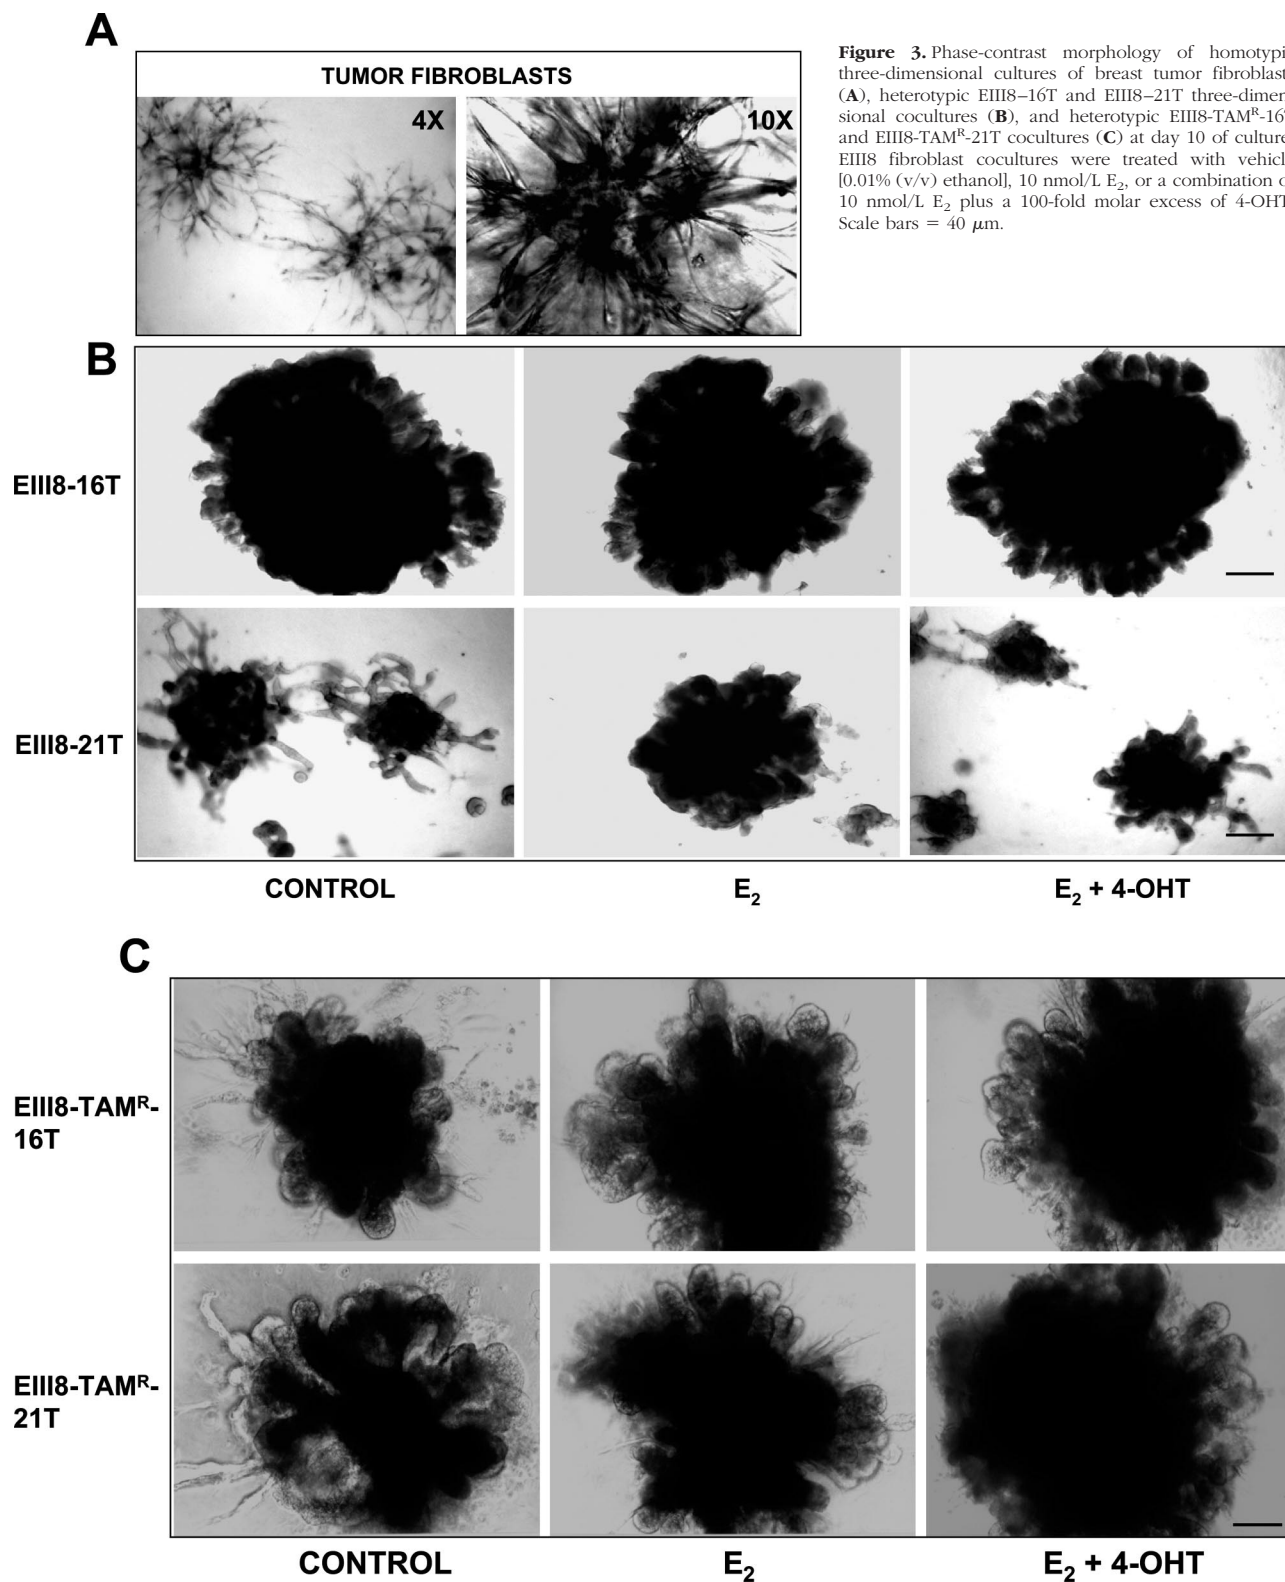 A
TUMOR FIBROBLASTS
4X
10X
Figure 3. Phase-contrast morphology of homotypi
three-dimensional cultures of breast tumor fibroblast
(A), heterotypic EIII8–16T and EIII8–21T three-dimen
sional cocultures (B), and heterotypic EIII8-TAMᴿ-16
and EIII8-TAMᴿ-21T cocultures (C) at day 10 of culture
EIII8 fibroblast cocultures were treated with vehicl
[0.01% (v/v) ethanol], 10 nmol/L E₂, or a combination o
10 nmol/L E₂ plus a 100-fold molar excess of 4-OHT
Scale bars = 40 μm.
B
EIII8-16T
EIII8-21T
CONTROL
E₂
E₂ + 4-OHT
C
EIII8-TAMᴿ-
16T
EIII8-TAMᴿ-
21T
CONTROL
E₂
E₂ + 4-OHT